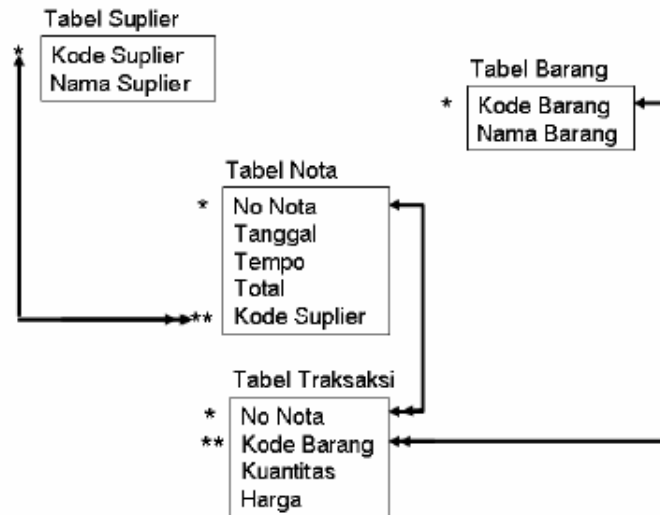 Tabel Suplier
* Kode Suplier
Nama Suplier
Tabel Barang
* Kode Barang
Nama Barang
Tabel Nota
* No Nota
Tanggal
Tempo
Total
** Kode Suplier
Tabel Traksaksi
* No Nota
** Kode Barang
Kuantitas
Harga